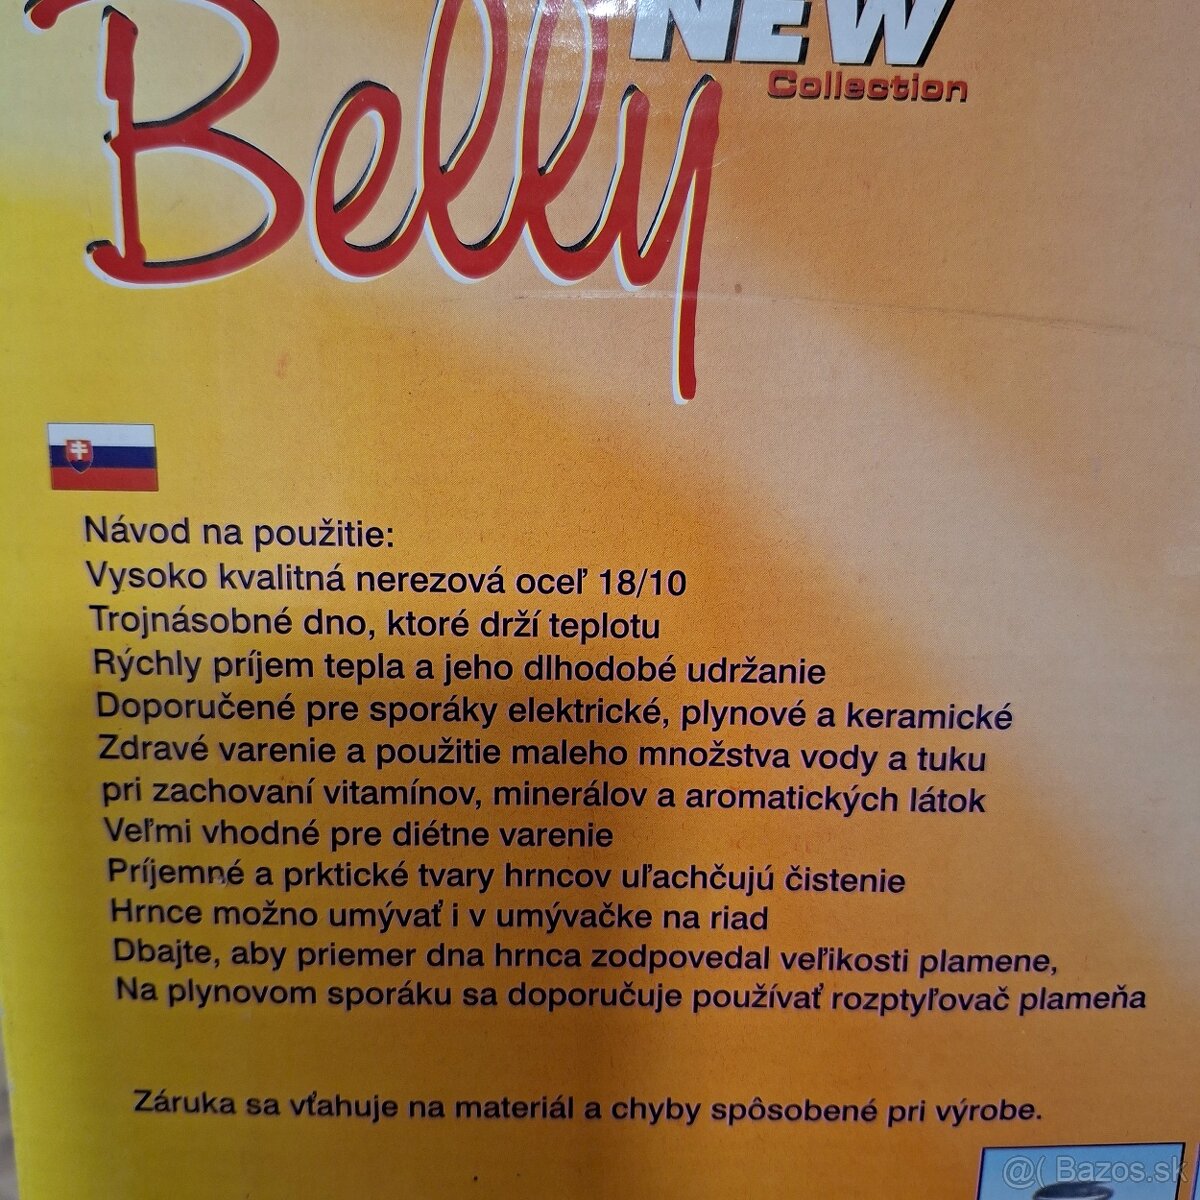 NEW
Collection
Belly
Návod na použitie:
Vysoko kvalitná nerezová oceľ 18/10
Trojnásobné dno, ktoré drží teplotu
Rýchly príjem tepla a jeho dlhodobé udržanie
Doporučené pre sporáky elektrické, plynové a keramické
Zdravé varenie a použitie maleho množstva vody a tuku
pri zachovaní vitamínov, minerálov a aromatických látok
Veľmi vhodné pre diétne varenie
Príjemné a prktické tvary hrncov uľachčujú čistenie
Hrnce možno umývať i v umývačke na riad
Dbajte, aby priemer dna hrnca zodpovedal veľikosti plamene,
Na plynovom sporáku sa doporučuje používať rozptyľovač plameňa
Záruka sa vťahuje na materiál a chyby spôsobené pri výrobe.
@( Bazos.sk